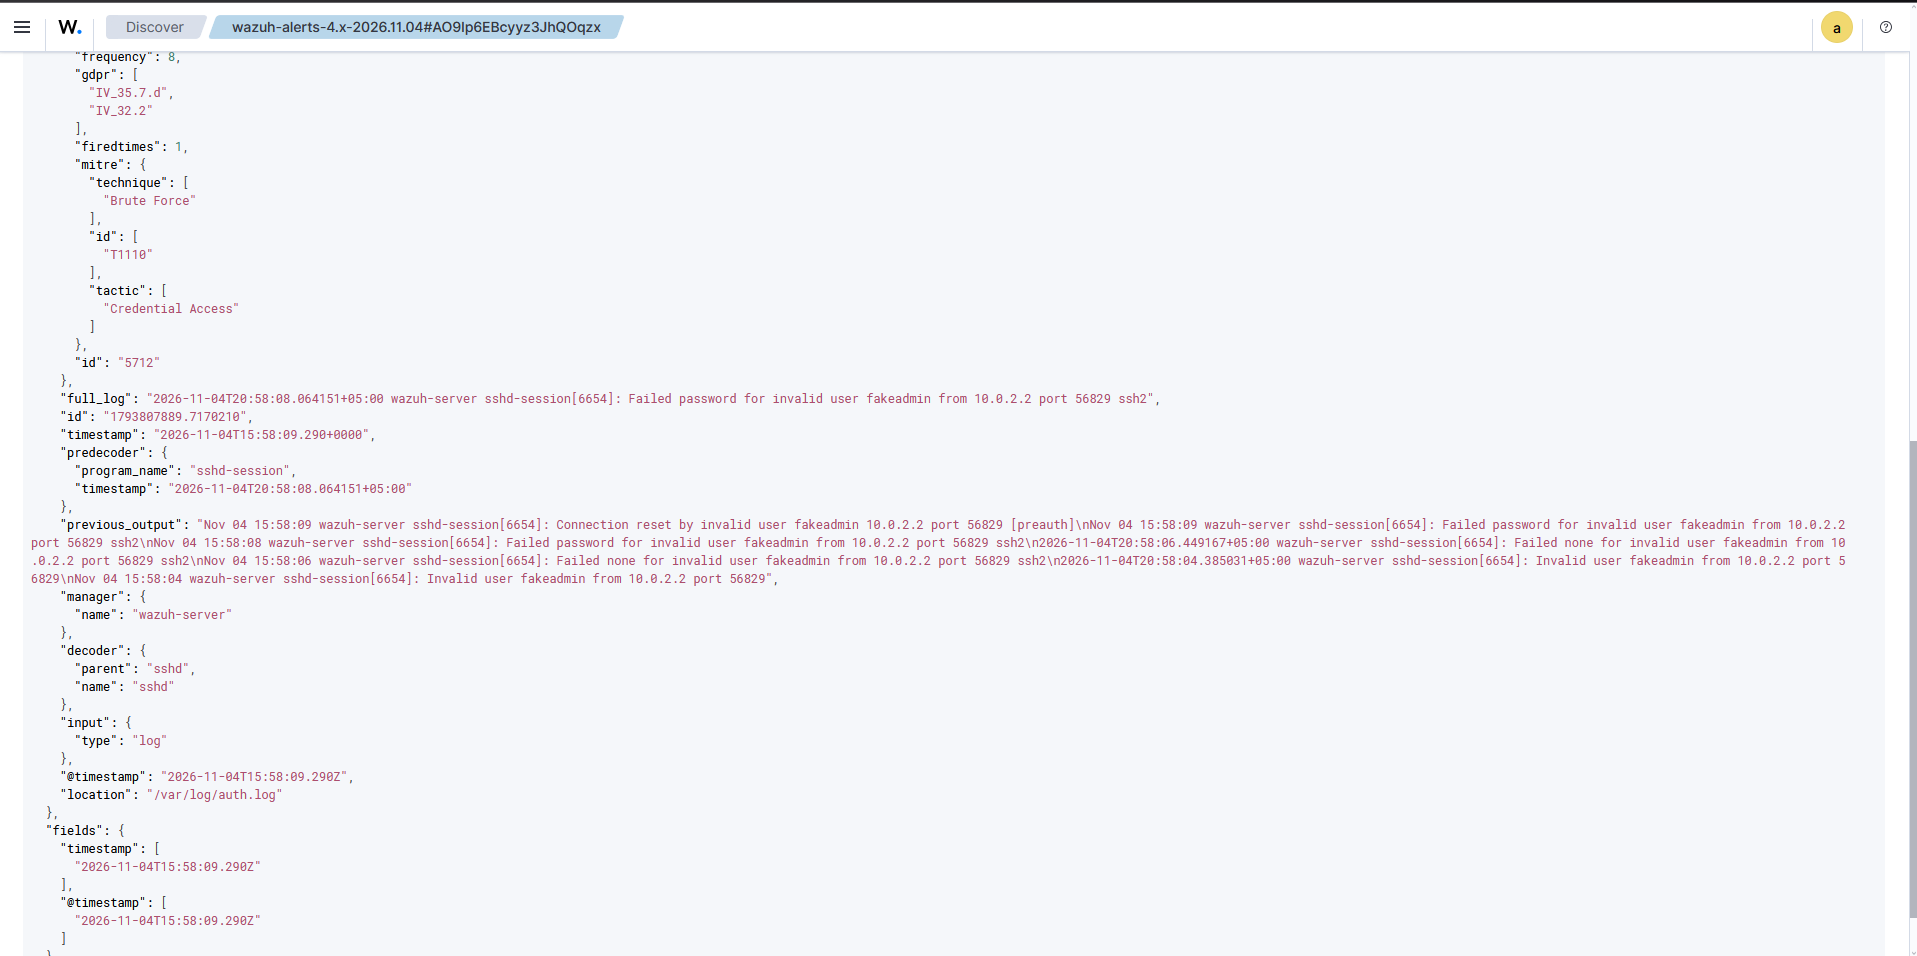 W.
Discover
wazuh-alerts-4.x-2026.11.04#AO9Ip6EBcyyz3JhQOqzx
a
?
"frequency": 8,
"gdpr": [
"IV_35.7.d",
"IV_32.2"
],
"firedtimes": 1,
"mitre": {
"technique": [
"Brute Force"
],
"id": [
"T1110"
],
"tactic": [
"Credential Access"
]
},
"id": "5712"
},
"full_log": "2026-11-04T20:58:08.064151+05:00 wazuh-server sshd-session[6654]: Failed password for invalid user fakeadmin from 10.0.2.2 port 56829 ssh2",
"id": "1793807889.7170210",
"timestamp": "2026-11-04T15:58:09.290+0000",
"predecoder": {
"program_name": "sshd-session",
"timestamp": "2026-11-04T20:58:08.064151+05:00"
},
"previous_output": "Nov 04 15:58:09 wazuh-server sshd-session[6654]: Connection reset by invalid user fakeadmin 10.0.2.2 port 56829 [preauth]\nNov 04 15:58:09 wazuh-server sshd-session[6654]: Failed password for invalid user fakeadmin from 10.0.2.2
port 56829 ssh2\nNov 04 15:58:08 wazuh-server sshd-session[6654]: Failed password for invalid user fakeadmin from 10.0.2.2 port 56829 ssh2\n2026-11-04T20:58:06.449167+05:00 wazuh-server sshd-session[6654]: Failed none for invalid user fakeadmin from 10
.0.2.2 port 56829 ssh2\nNov 04 15:58:06 wazuh-server sshd-session[6654]: Failed none for invalid user fakeadmin from 10.0.2.2 port 56829 ssh2\n2026-11-04T20:58:04.385031+05:00 wazuh-server sshd-session[6654]: Invalid user fakeadmin from 10.0.2.2 port 5
6829\nNov 04 15:58:04 wazuh-server sshd-session[6654]: Invalid user fakeadmin from 10.0.2.2 port 56829",
"manager": {
"name": "wazuh-server"
},
"decoder": {
"parent": "sshd",
"name": "sshd"
},
"input": {
"type": "log"
},
"@timestamp": "2026-11-04T15:58:09.290Z",
"location": "/var/log/auth.log"
},
"fields": {
"timestamp": [
"2026-11-04T15:58:09.290Z"
],
"@timestamp": [
"2026-11-04T15:58:09.290Z"
]
}